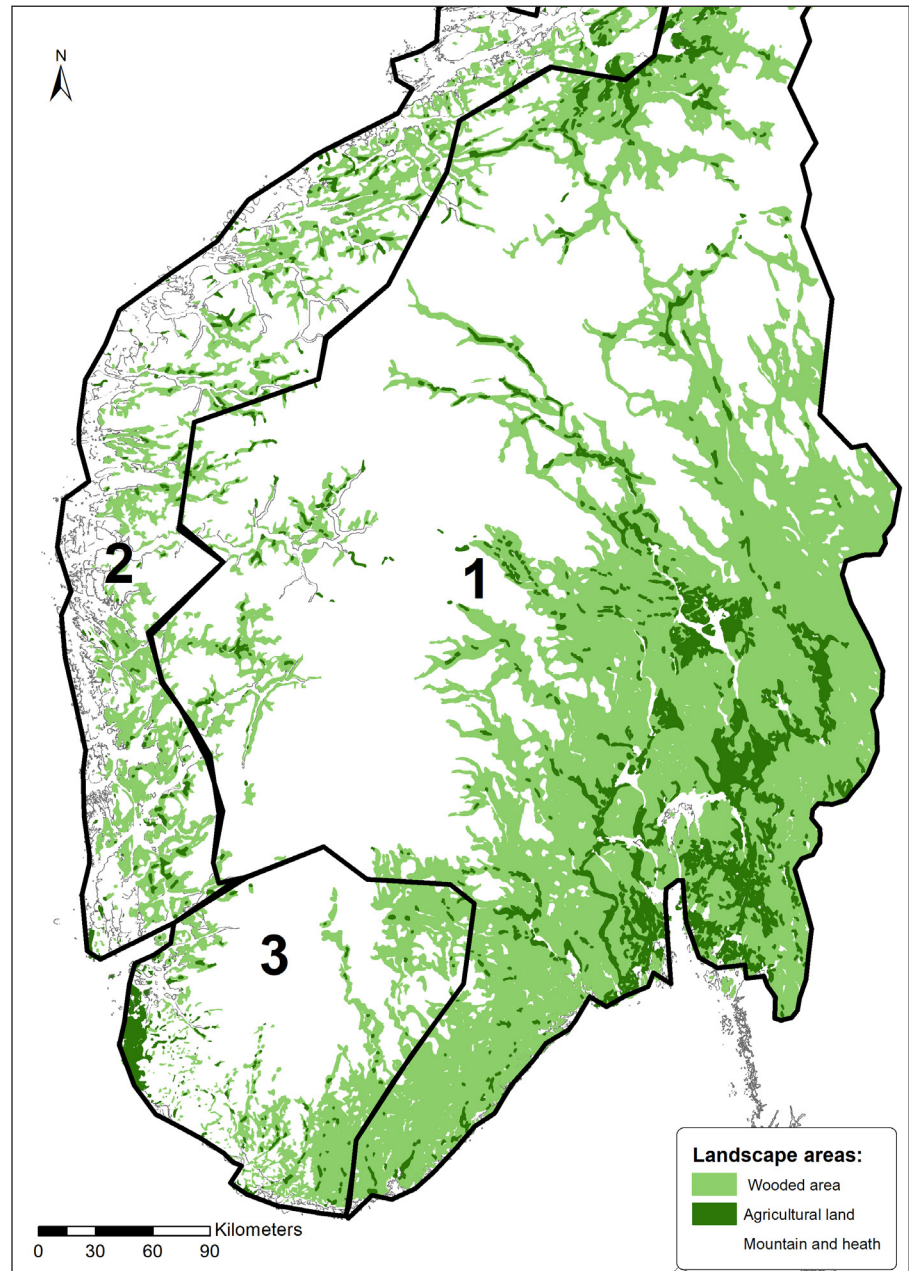 N
2
1
3
Landscape areas:
Wooded area
Agricultural land
Mountain and heath
Kilometers
0 30 60 90